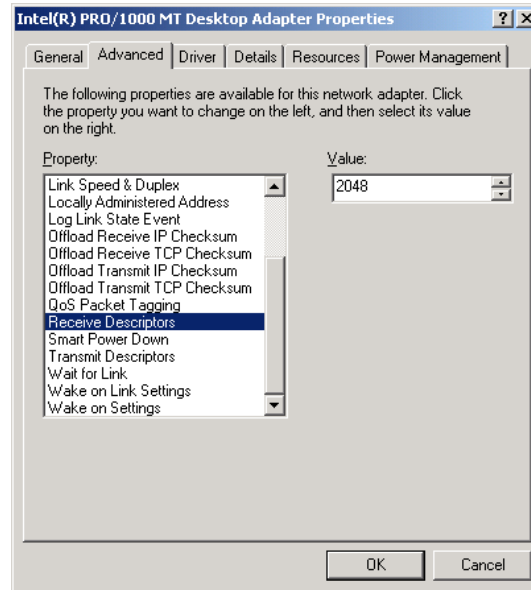 Intel(R) PRO/1000 MT Desktop Adapter Properties
General Advanced Driver Details Resources Power Management
The following properties are available for this network adapter. Click
the property you want to change on the left, and then select its value
on the right.
Property:
Link Speed & Duplex
Locally Administered Address
Log Link State Event
Offload Receive IP Checksum
Offload Receive TCP Checksum
Offload Transmit IP Checksum
Offload Transmit TCP Checksum
QoS Packet Tagging
Receive Descriptors
Smart Power Down
Transmit Descriptors
Wait for Link
Wake on Link Settings
Wake on Settings
Value:
2048
OK Cancel